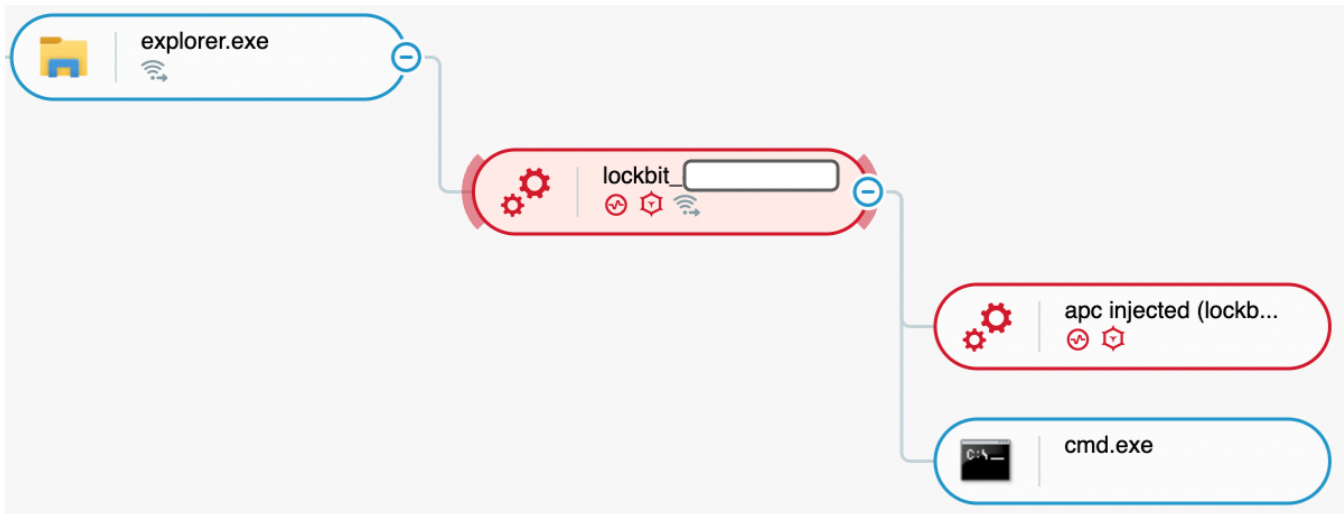 explorer.exe
lockbit_
apc injected (lockb...
cmd.exe
C:\_